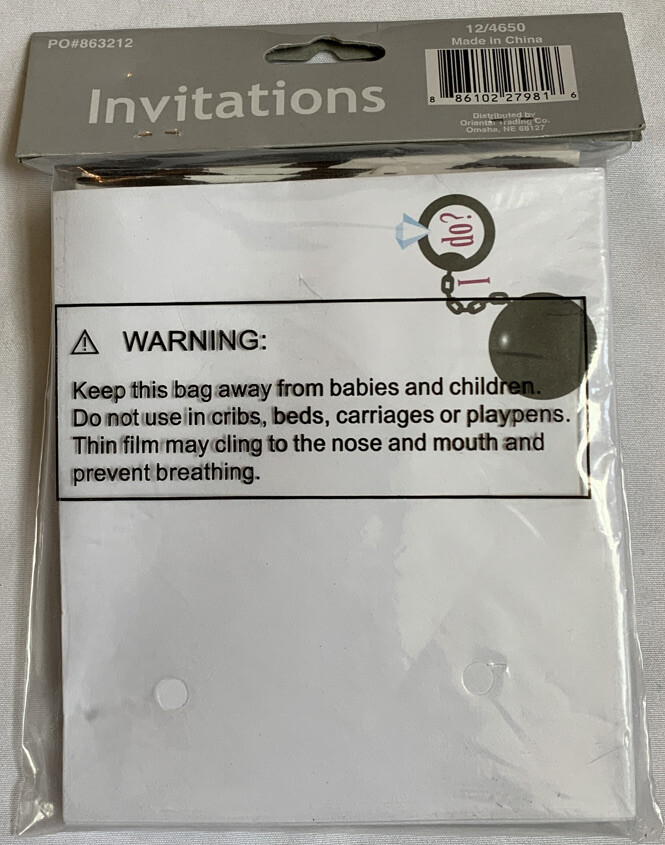 PO#863212
12/4650
Made in China
Invitations
8 86102 27981 6
Distributed by
Oriental Trading Co.
Omaha, NE 68127
I do?
⚠ WARNING:
Keep this bag away from babies and children.
Do not use in cribs, beds, carriages or playpens.
Thin film may cling to the nose and mouth and
prevent breathing.